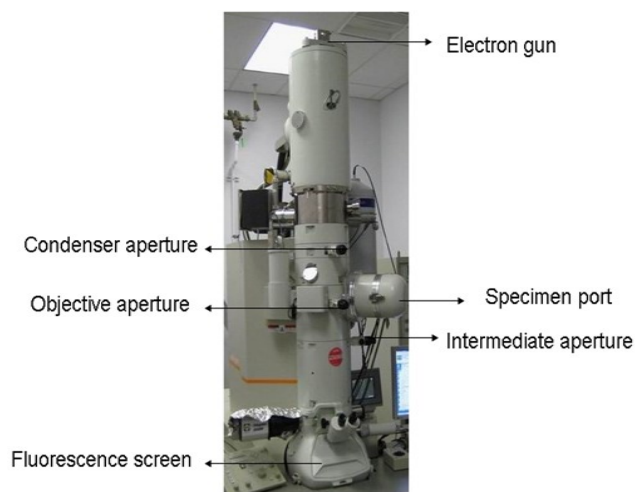 Electron gun
Condenser aperture
Objective aperture
Specimen port
Intermediate aperture
Fluorescence screen